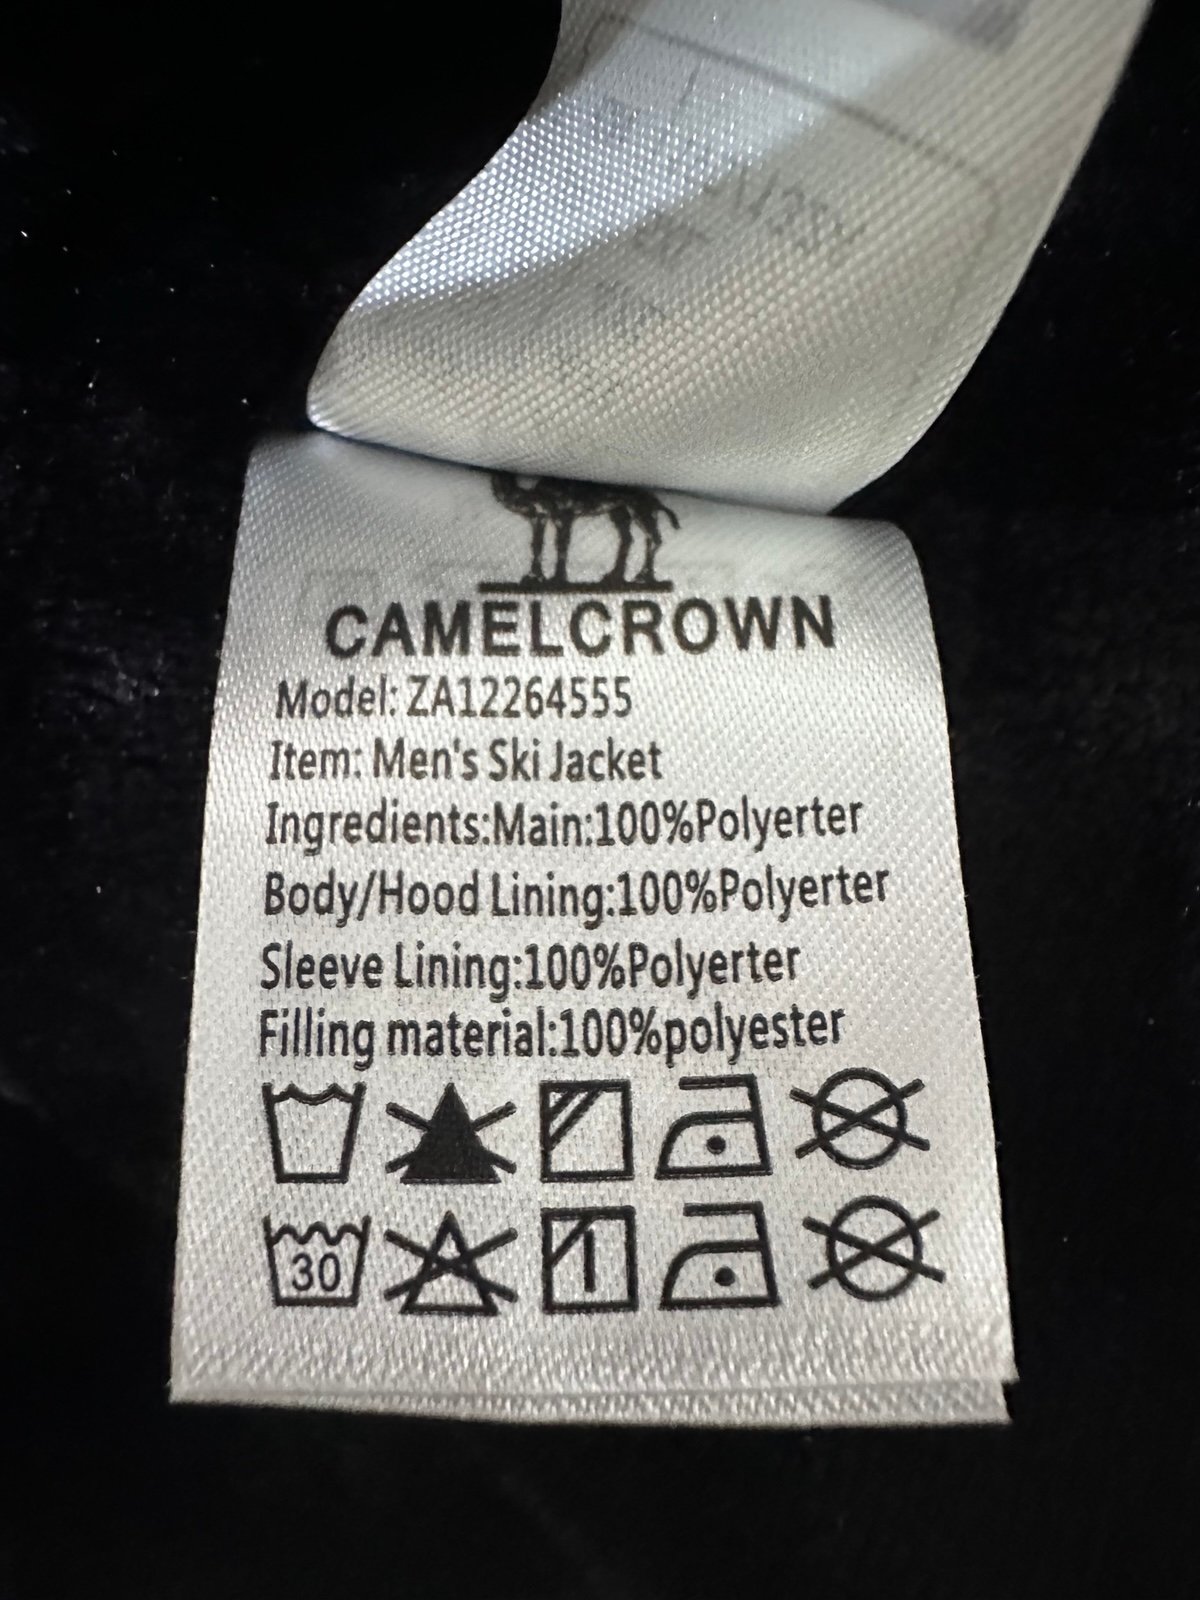 CAMELCROWN
Model: ZA12264555
Item: Men's Ski Jacket
Ingredients:Main:100%Polyerter
Body/Hood Lining:100%Polyerter
Sleeve Lining:100%Polyerter
Filling material:100%polyester
30